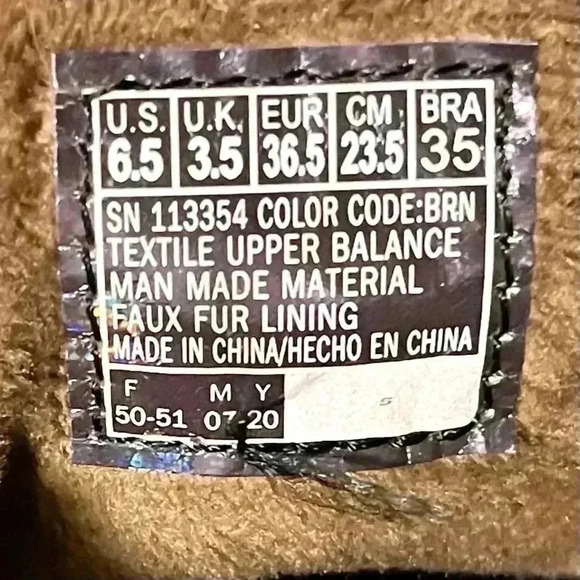 U.S. U.K. EUR CM BRA
6.5 3.5 36.5 23.5 35
SN 113354 COLOR CODE:BRN
TEXTILE UPPER BALANCE
MAN MADE MATERIAL
FAUX FUR LINING
MADE IN CHINA/HECHO EN CHINA
F M Y
50-51 07-20